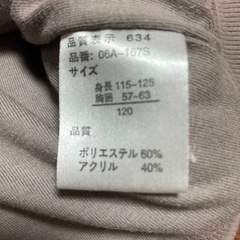 品質表示 634
品番: 06A-167S
サイズ
身長 115-125
胸囲 57-63
120
品質
ポリエステル 60%
アクリル 40%